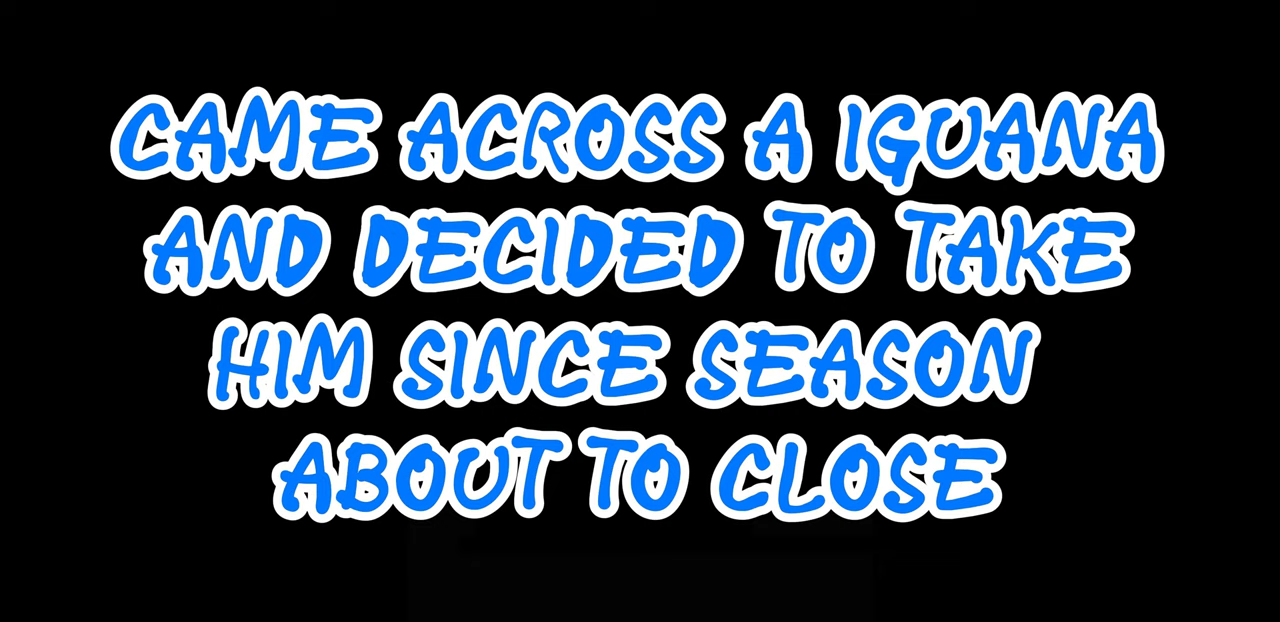 CAME ACROSS A IGUANA
AND DECIDED TO TAKE
HIM SINCE SEASON
ABOUT TO CLOSE